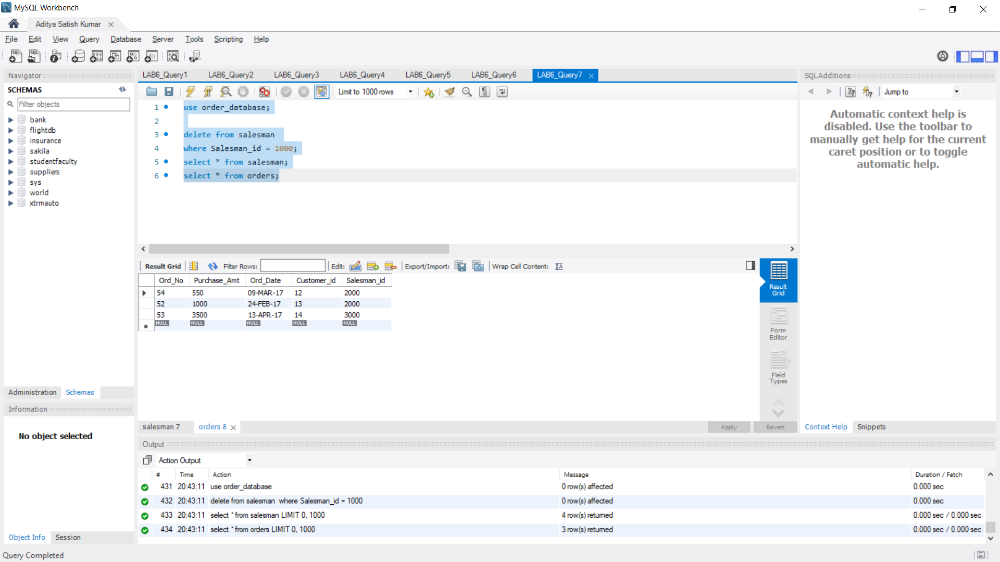 MySQL Workbench
Aditya Satish Kumar
File Edit View Query Database Server Tools Scripting Help
Navigator
SCHEMAS
Filter objects
bank
flightdb
insurance
sakila
studentfaculty
suppliers
sys
world
xtrmauto
Administration Schemas
Information
No object selected
Object Info Session
LAB6_Query1 LAB6_Query2 LAB6_Query3 LAB6_Query4 LAB6_Query5 LAB6_Query6 LAB6_Query7
Limit to 1000 rows
1 use order_database;
2
3 delete from salesman
4 where Salesman_id = 1000;
5 select * from salesman;
6 select * from orders;
Result Grid Filter Rows: Edit: Export/Import: Wrap Cell Content:
Ord_No Purchase_Amt Ord_Date Customer_id Salesman_id
54 550 09-MAR-17 12 2000
52 1000 24-FEB-17 13 2000
53 3500 13-APR-17 14 3000
NULL NULL NULL NULL NULL
Result
Grid
Form
Editor
Field
Types
salesman 7 orders 8
Apply Revert
SQLAdditions
Jump to
Automatic context help is
disabled. Use the toolbar to
manually get help for the current
caret position or to toggle
automatic help.
Context Help Snippets
Output
Action Output
# Time Action Message Duration / Fetch
431 20:43:11 use order_database 0 row(s) affected 0.000 sec
432 20:43:11 delete from salesman where Salesman_id = 1000 0 row(s) affected 0.000 sec
433 20:43:11 select * from salesman LIMIT 0, 1000 4 row(s) returned 0.000 sec / 0.000 sec
434 20:43:11 select * from orders LIMIT 0, 1000 3 row(s) returned 0.000 sec / 0.000 sec
Query Completed